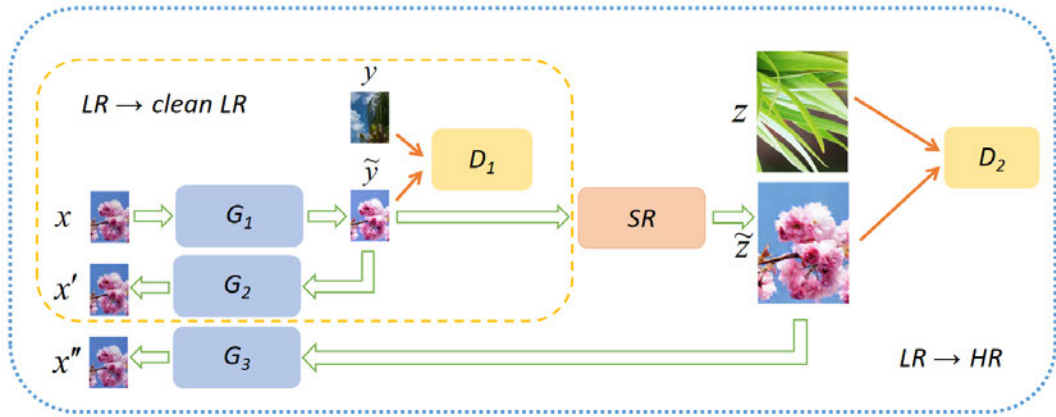 y
LR → clean LR
z
D₁
D₂
ỹ
x
G₁
SR
z̃
x′
G₂
x″
G₃
LR → HR